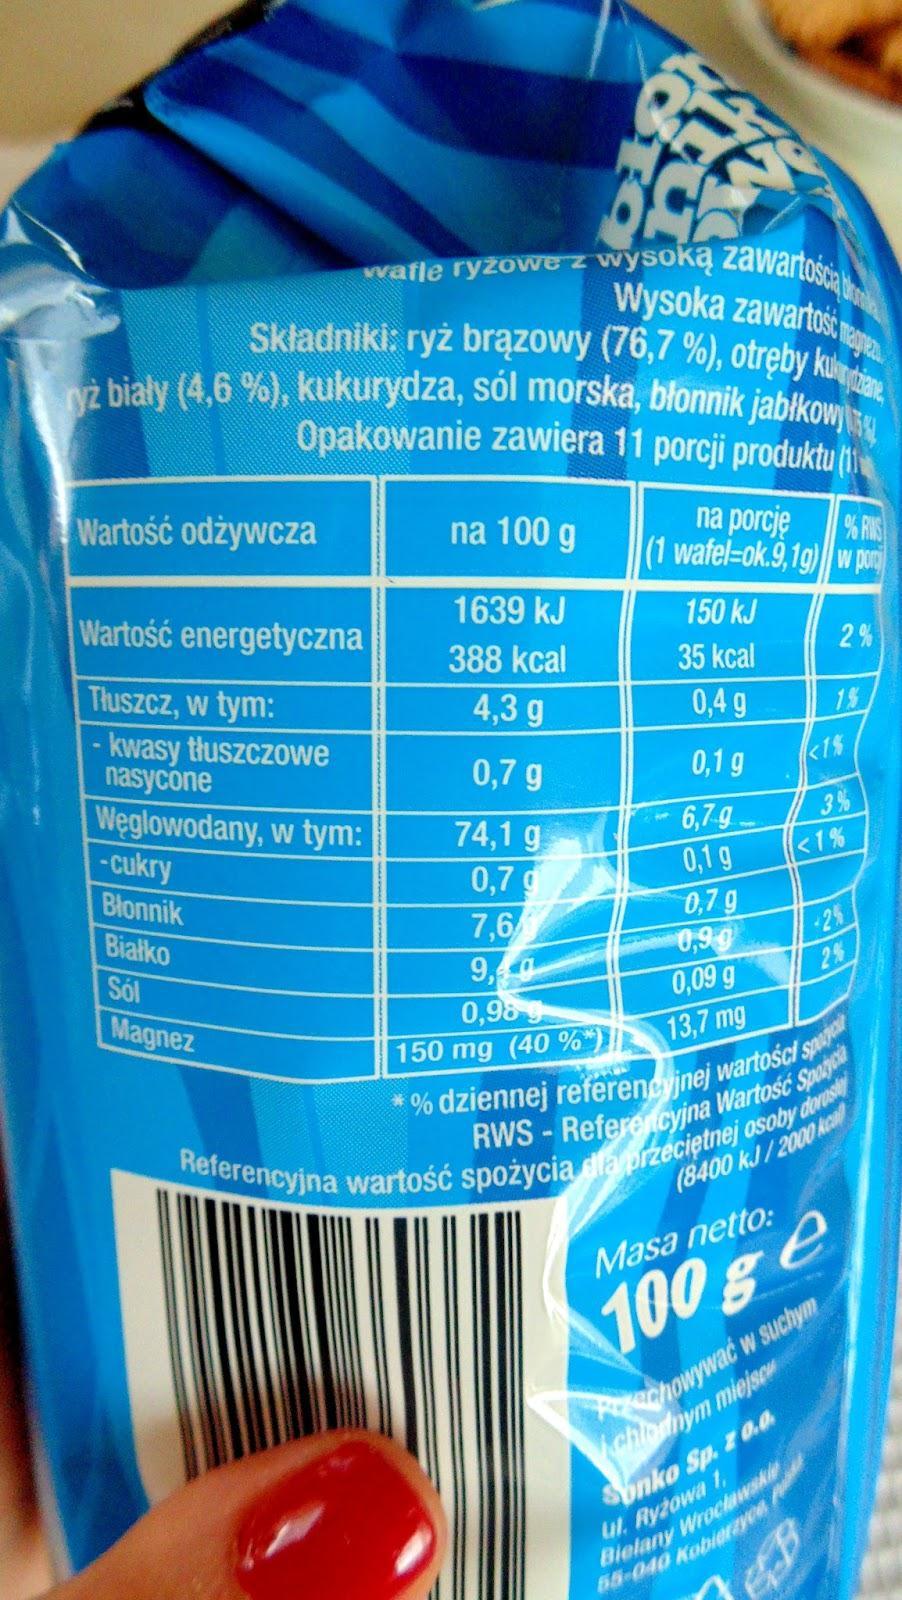 wafle ryżowe z wysoką zawartością
Wysoka zawartość magnezu.
Składniki: ryż brązowy (76,7 %), otręby kukurydziane,
ryż biały (4,6 %), kukurydza, sól morska, błonnik jabłkowy
Opakowanie zawiera 11 porcji produktu (11
Wartość odżywcza na 100 g na porcję (1 wafel=ok.9,1g) % RWS w porcji
Wartość energetyczna 1639 kJ 388 kcal 150 kJ 35 kcal 2 %
Tłuszcz, w tym: 4,3 g 0,4 g 1 %
- kwasy tłuszczowe nasycone 0,7 g 0,1 g <1 %
Węglowodany, w tym: 74,1 g 6,7 g 3 %
-cukry 0,7 g 0,1 g <1 %
Błonnik 7,6 0,7 g
Białko 0,9 g 2%
Sól 0,98 g 0,09 g 2%
Magnez 150 mg (40 %*) 13,7 mg
* % dziennej referencyjnej wartości spożycia
RWS - Referencyjna Wartość Spożycia
Referencyjna wartość spożycia dla przeciętnej osoby dorosłej
(8400 kJ / 2000 kcal)
Masa netto:
100 g e
Przechowywać w suchym
i chłodnym miejscu
Sonko Sp. z o.o.
ul. Ryżowa 1,
Bielany Wrocławskie
55-040 Kobierzyce,